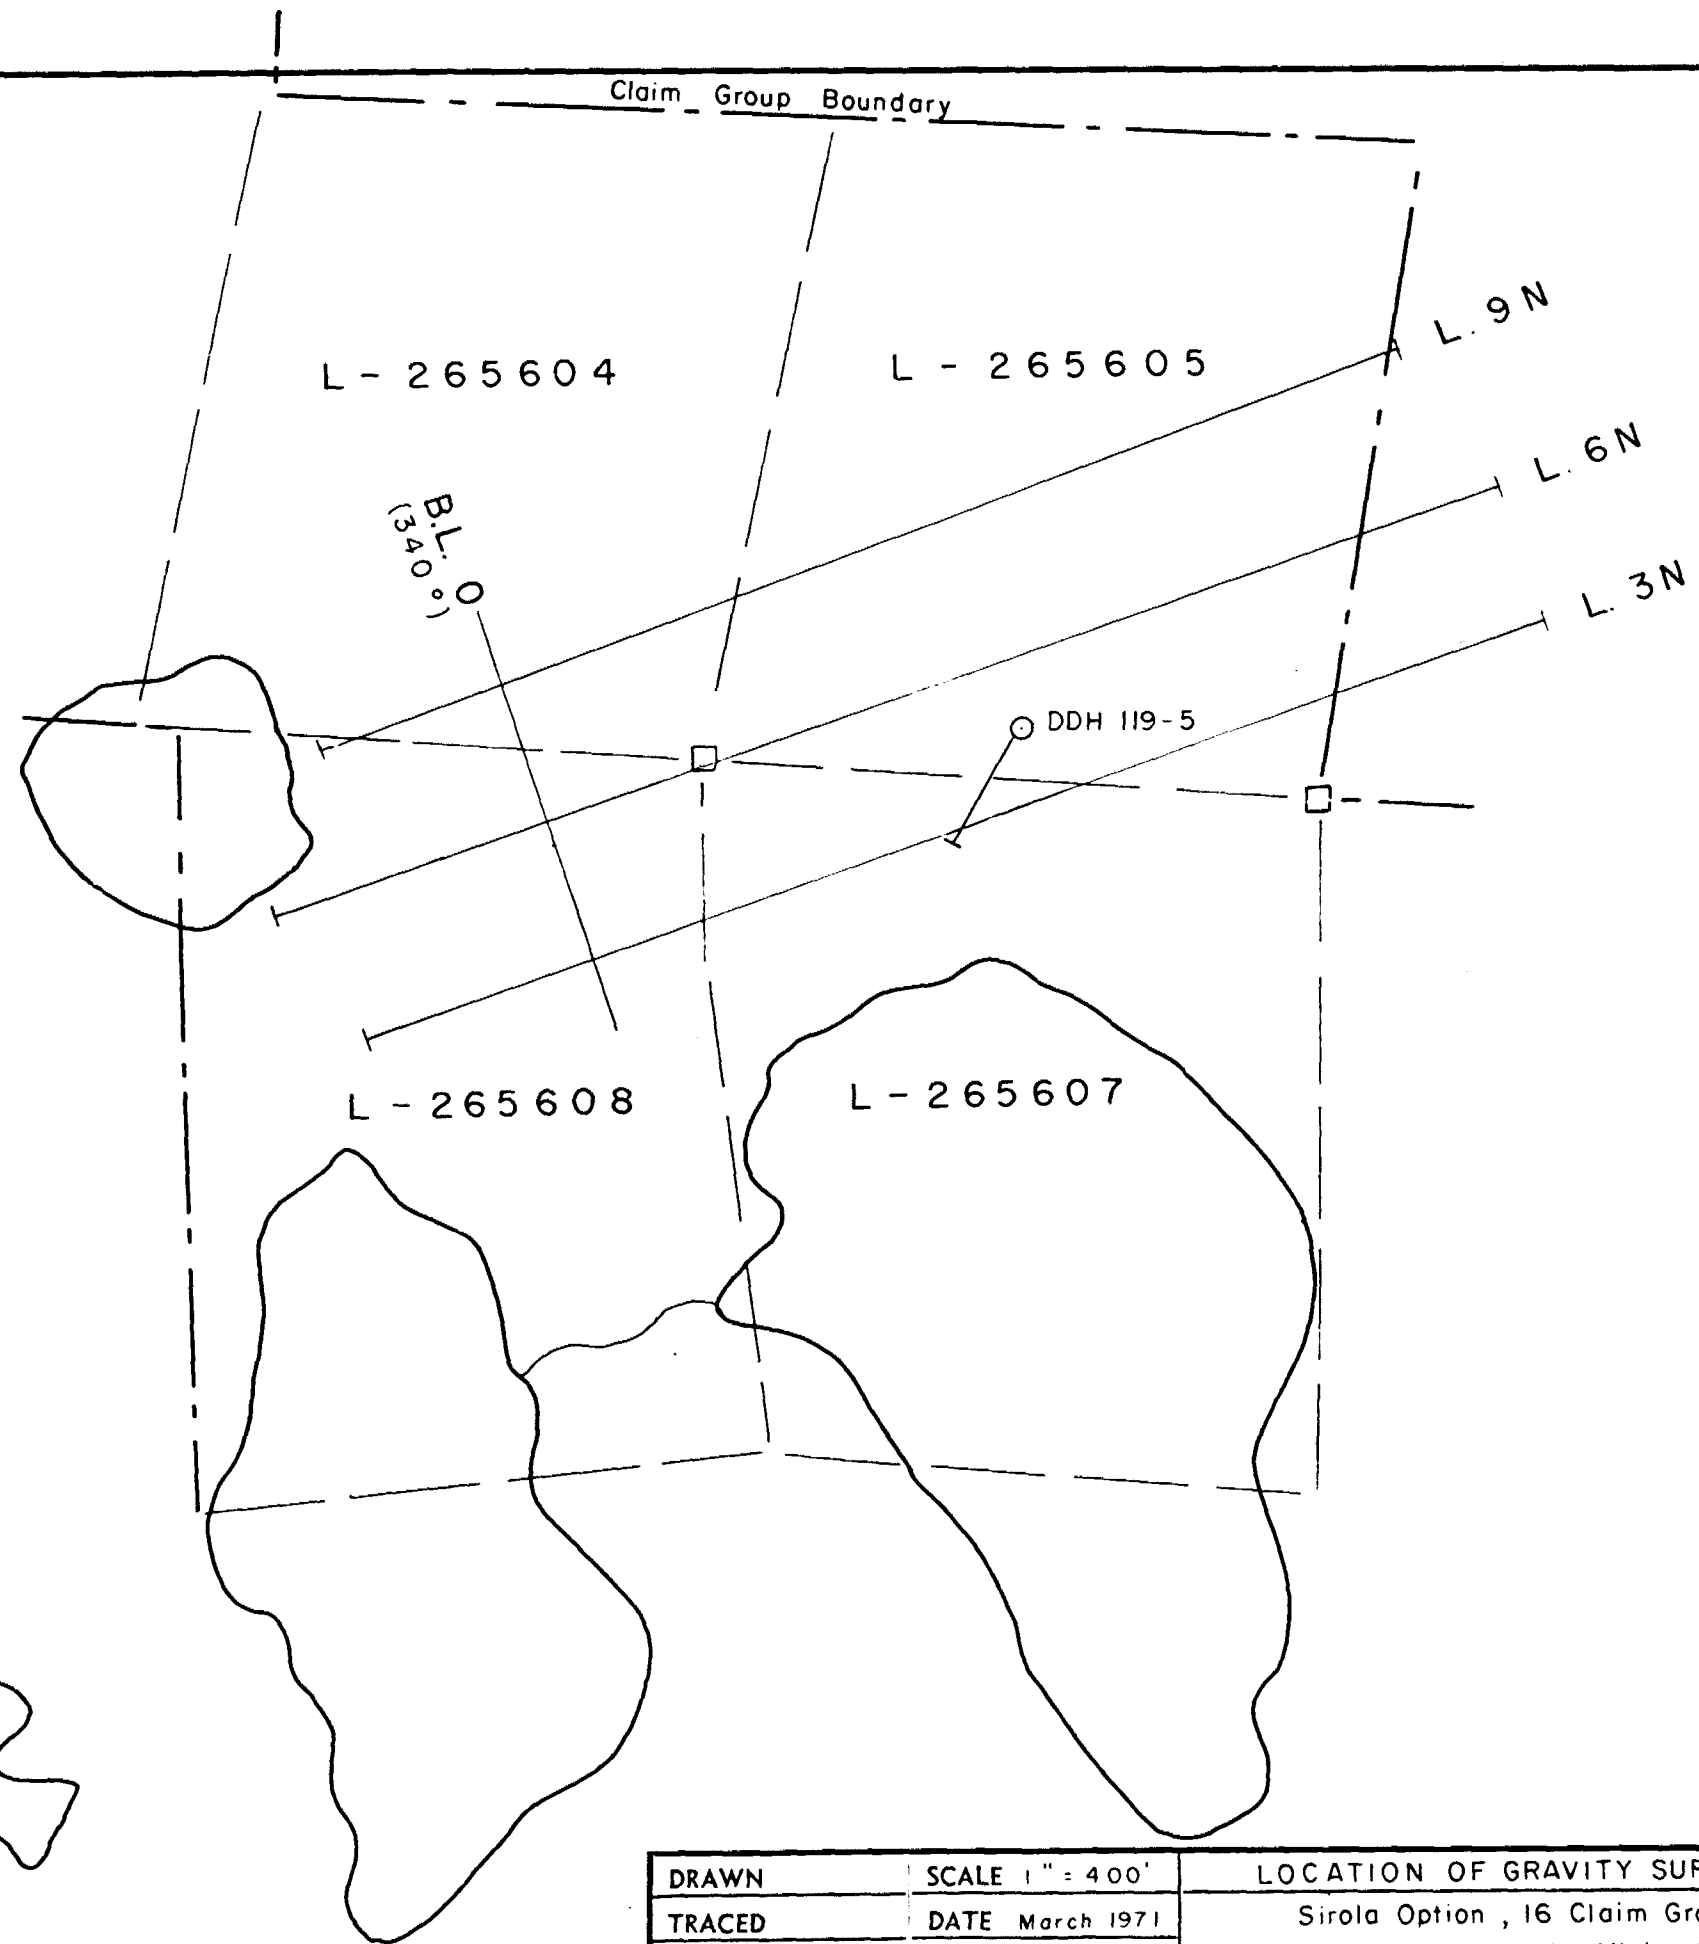 Claim Group Boundary
L. 9N
L-265604
L - 265605
L. 6N
B.L. 0
(340°)
L. 3N
DDH 119-5
L-265608
L-265607
DRAWN
SCALE 1" = 400'
LOCATION OF GRAVITY SUR
TRACED
DATE March 1971
Sirola Option , 16 Claim Gro